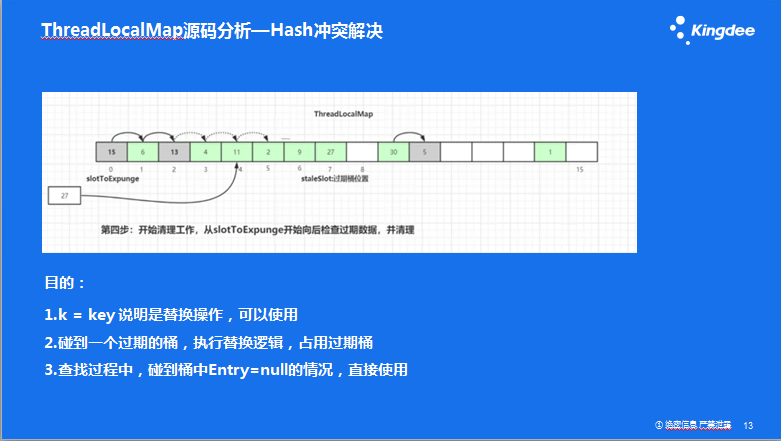 ThreadLocalMap源码分析—Hash冲突解决
Kingdee
ThreadLocalMap
15 6 13 4 11 2 9 27 30 5 1
0 1 2 3 4 5 6 7 8 15
slotToExpunge
staleSlot:过期桶位置
27
第四步：开始清理工作，从slotToExpunge开始向后检查过期数据，并清理
目的：
1.k = key 说明是替换操作，可以使用
2.碰到一个过期的桶，执行替换逻辑，占用过期桶
3.查找过程中，碰到桶中Entry=null的情况，直接使用
13